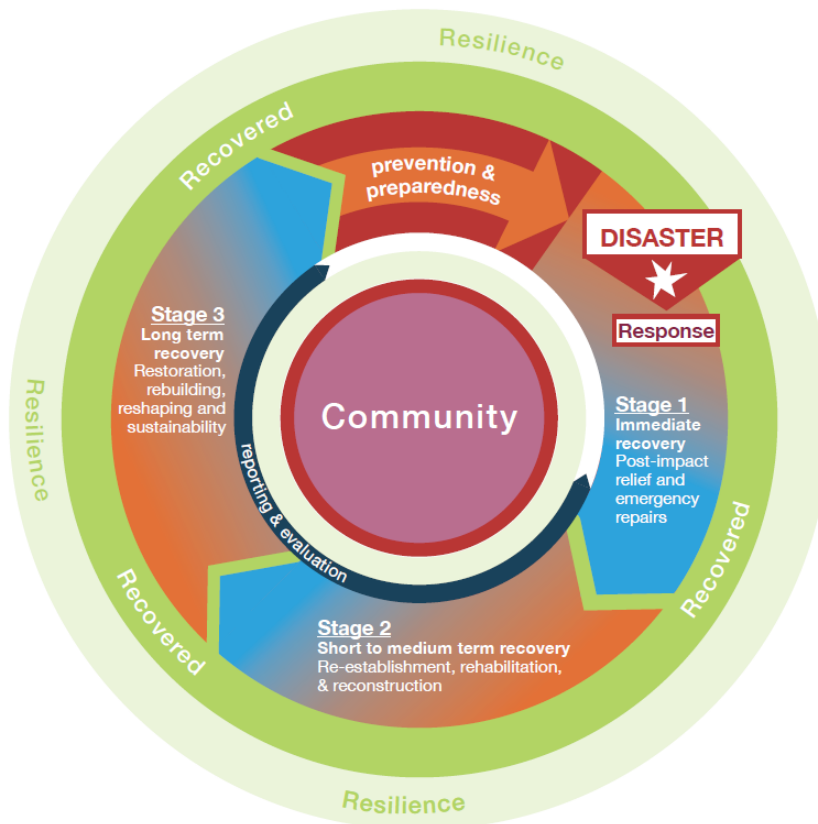 Resilience
Recovered
prevention &
preparedness
DISASTER
Response
Stage 1
Immediate
recovery
Post-impact
relief and
emergency
repairs
Recovered
Stage 2
Short to medium term recovery
Re-establishment, rehabilitation,
& reconstruction
Recovered
Stage 3
Long term
recovery
Restoration,
rebuilding,
reshaping and
sustainability
reporting & evaluation
Community
Resilience
Resilience